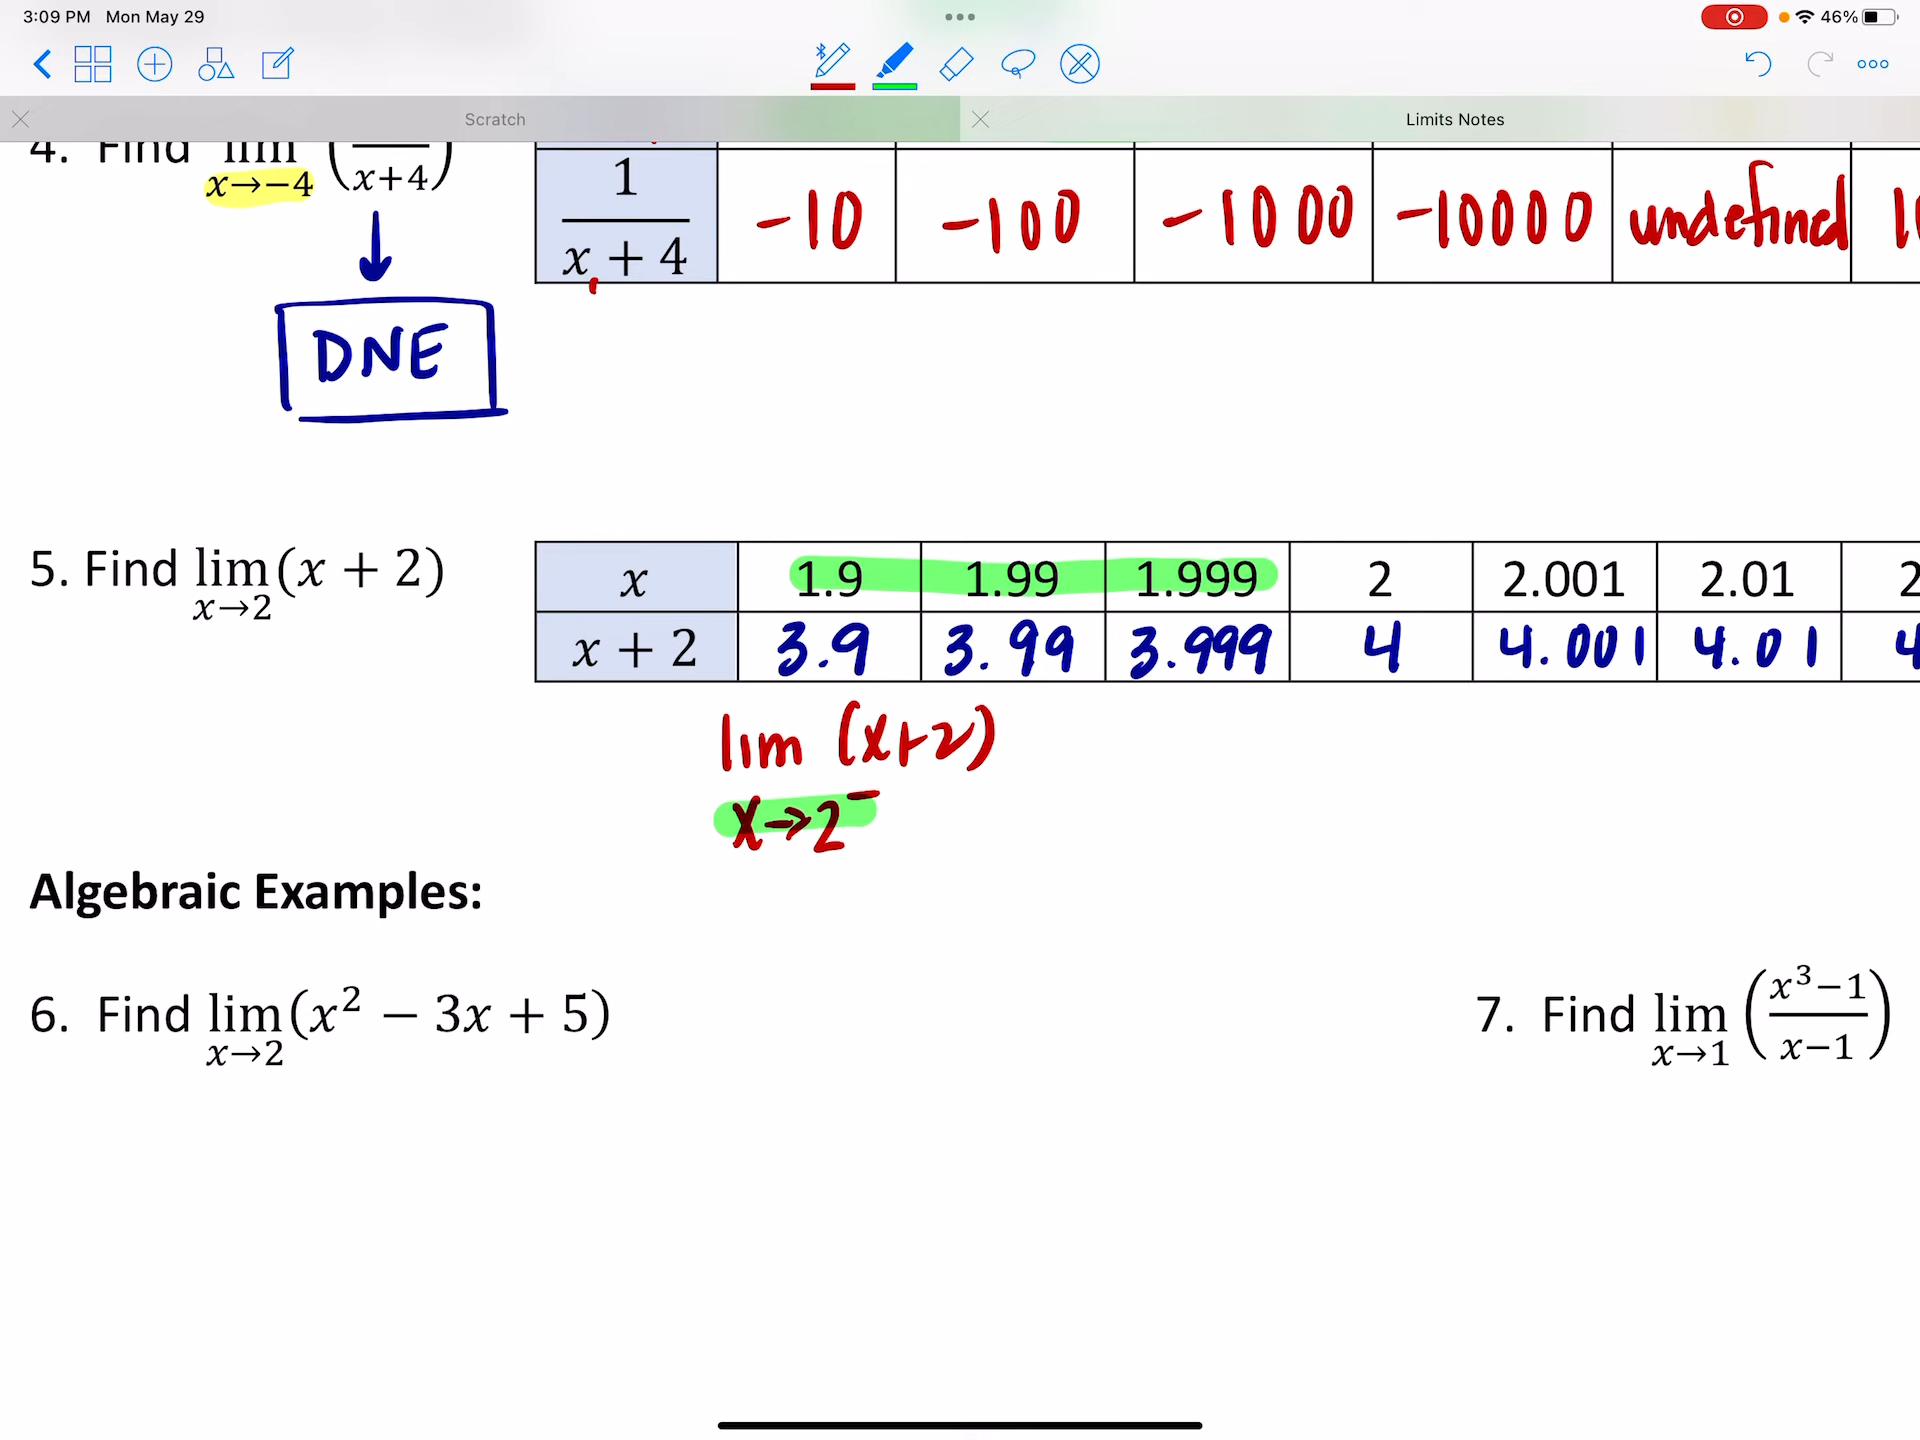 3:09 PM Mon May 29
46%
Scratch
Limits Notes
4. Find lim x→−4 ( / x+4)
1 / x + 4 -10 -100 -1000 -10000 undefined
DNE
5. Find lim x→2 (x + 2)
x 1.9 1.99 1.999 2 2.001 2.01
x + 2 3.9 3.99 3.999 4 4.001 4.01
lim (x+2)
x→2⁻
Algebraic Examples:
6. Find lim x→2 (x² − 3x + 5)
7. Find lim x→1 (x³−1 / x−1)